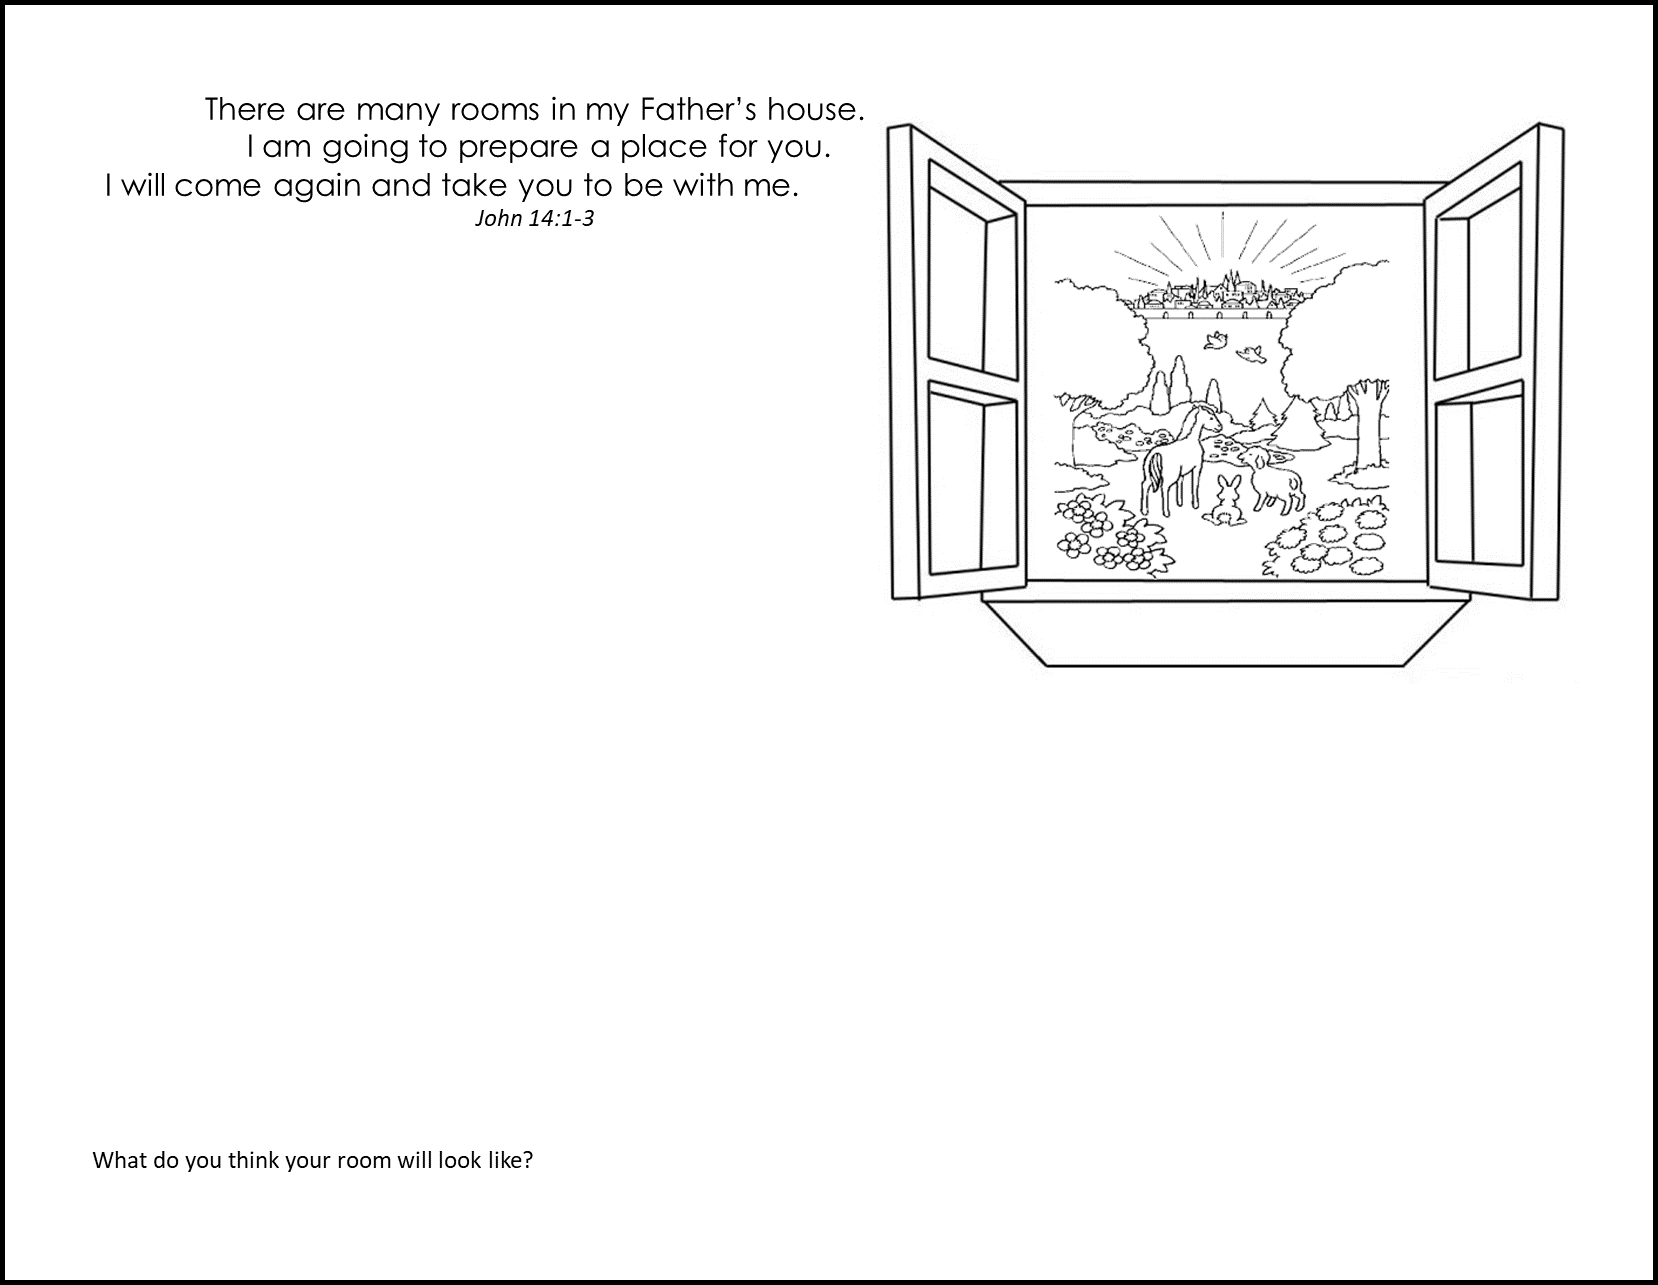 There are many rooms in my Father’s house.
I am going to prepare a place for you.
I will come again and take you to be with me.
John 14:1-3
What do you think your room will look like?